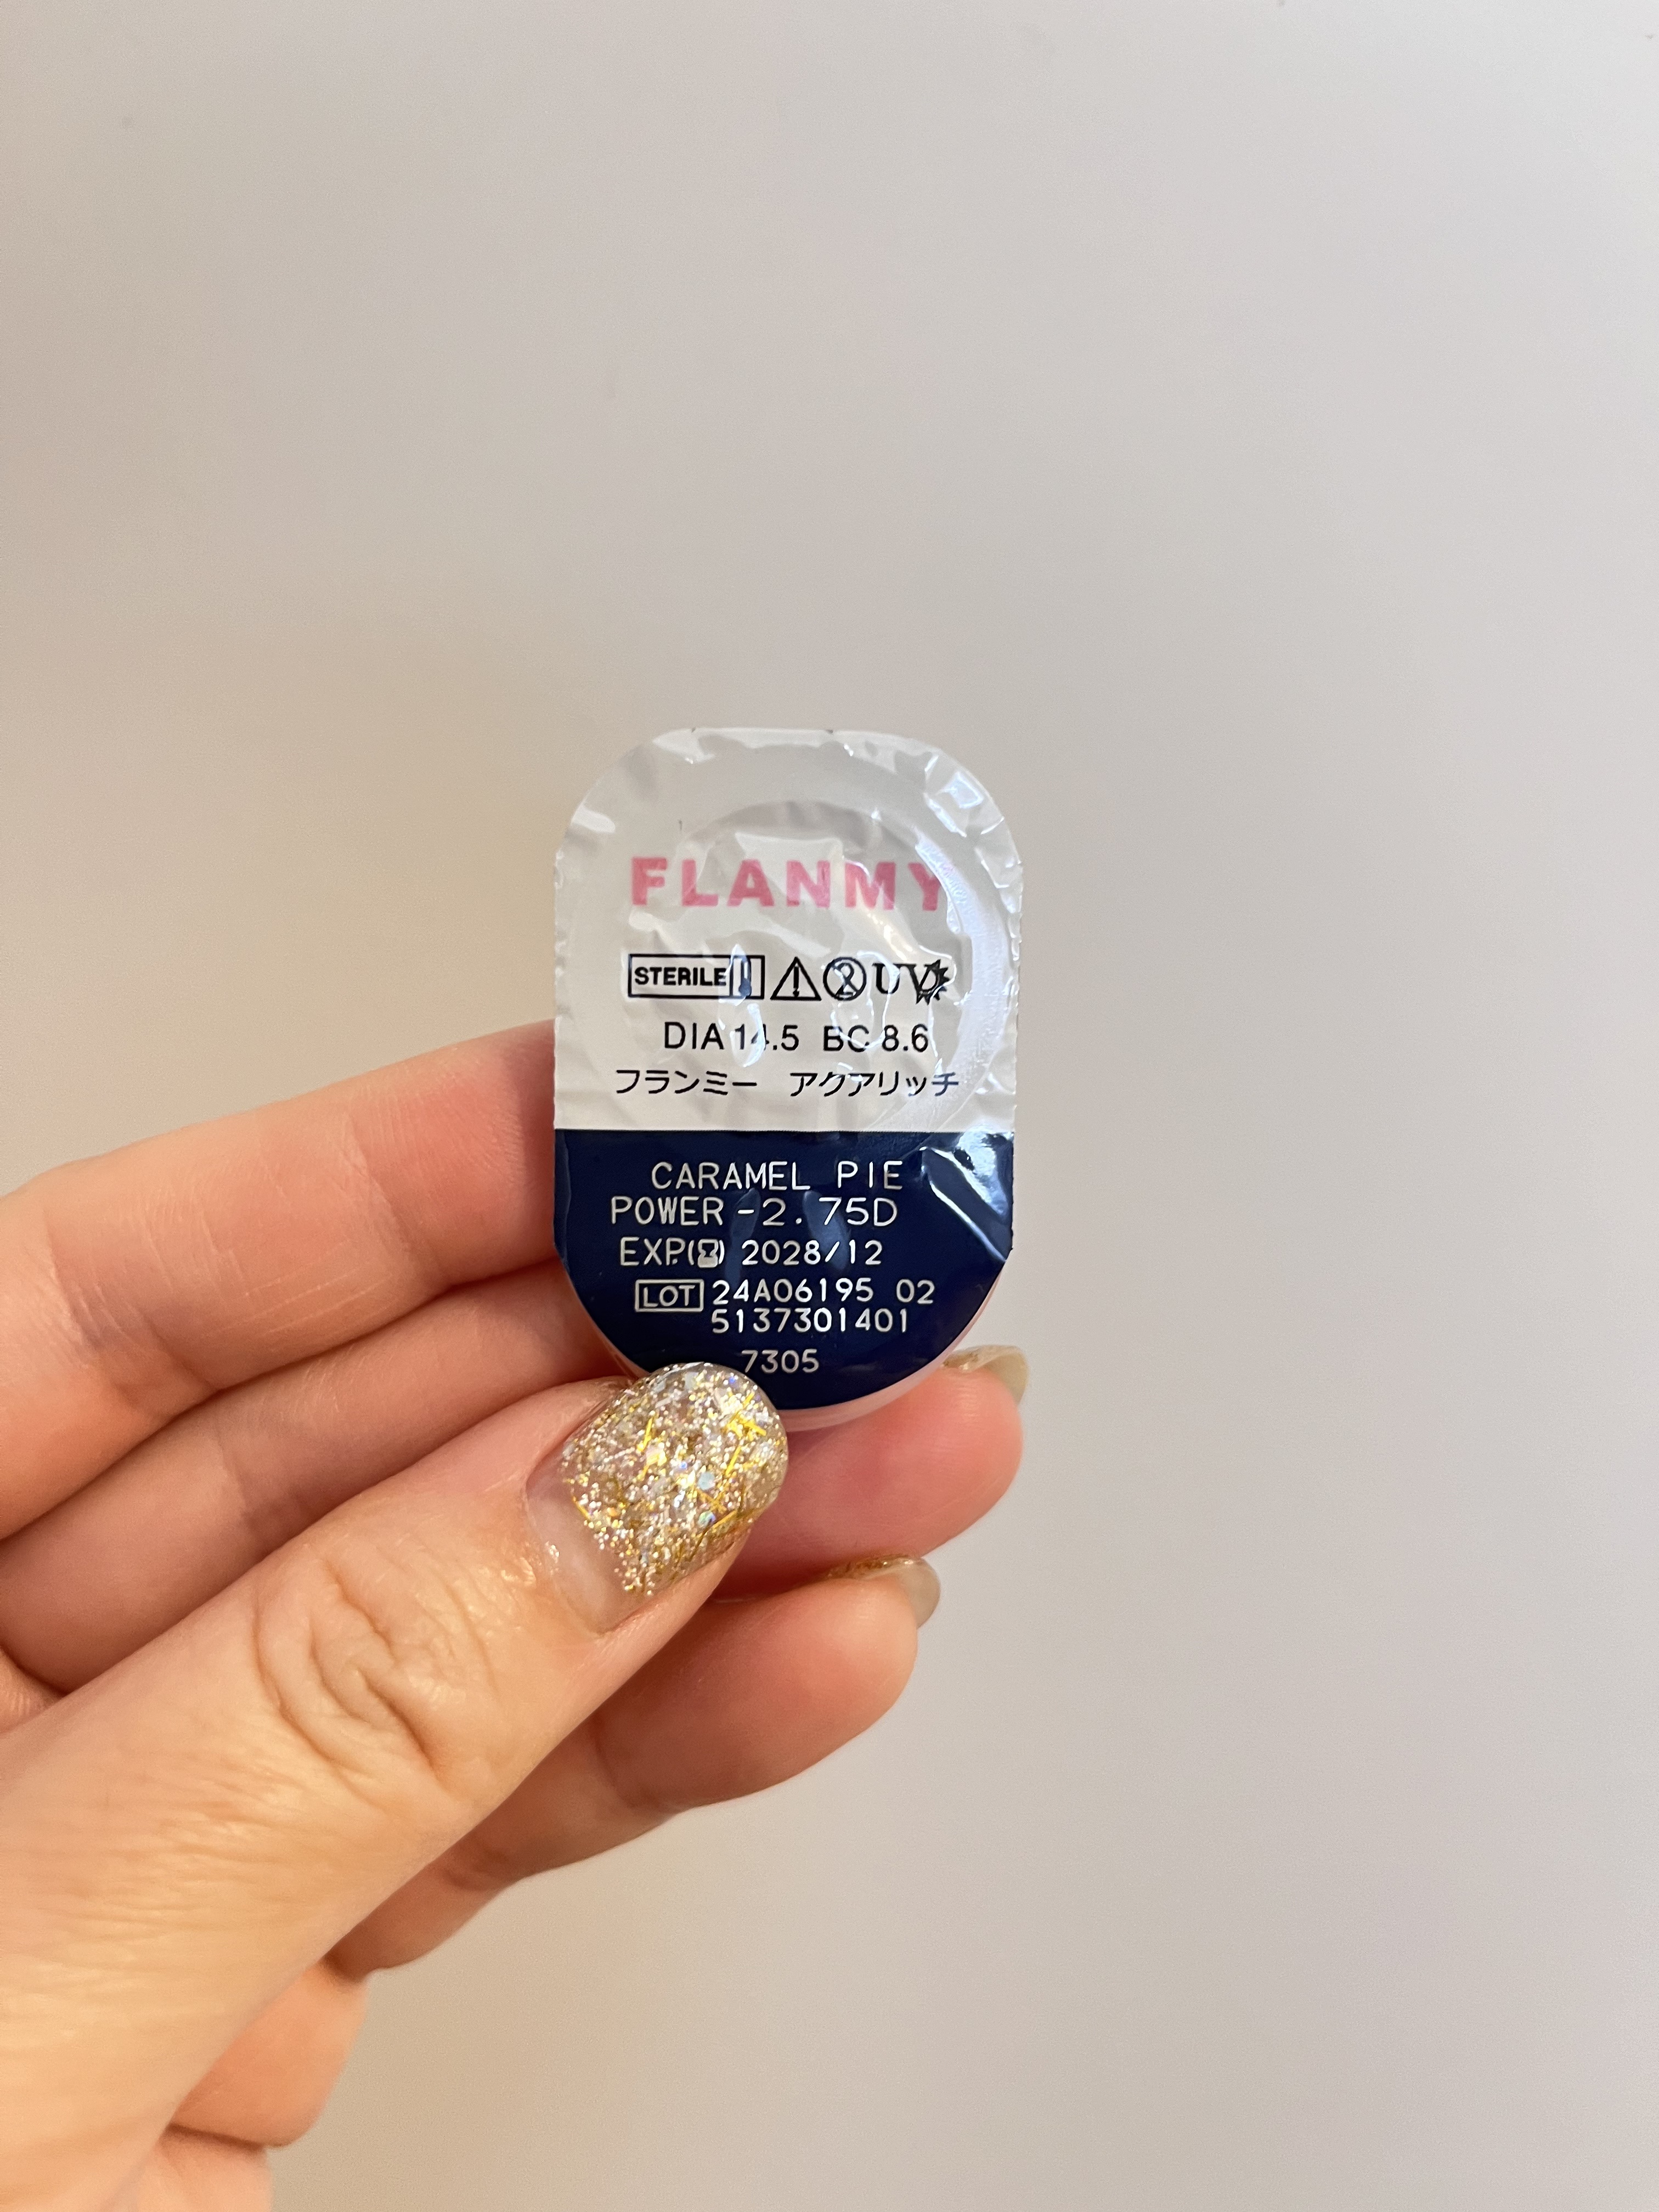 FLANMY
STERILE UV
DIA 14.5 BC 8.6
フランミー アクアリッチ
CARAMEL PIE
POWER -2.75D
EXP.() 2028/12
LOT 24A06195 02
5137301401
7305